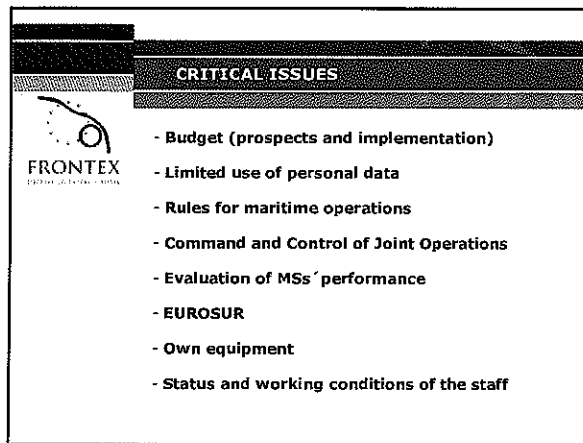 CRITICAL ISSUES
FRONTEX
- Budget (prospects and implementation)
- Limited use of personal data
- Rules for maritime operations
- Command and Control of Joint Operations
- Evaluation of MSs´performance
- EUROSUR
- Own equipment
- Status and working conditions of the staff